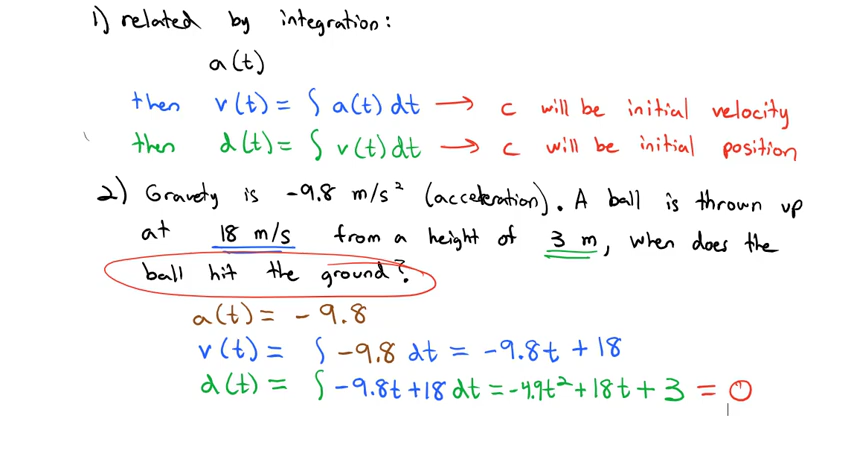 1) related by integration:
a(t)
then v(t) = ∫ a(t) dt → c will be initial velocity
then d(t) = ∫ v(t) dt → c will be initial position
2) Gravety is -9.8 m/s² (acceleration). A ball is thrown up
at 18 m/s from a height of 3 m, when does the
ball hit the ground?
a(t) = -9.8
v(t) = ∫ -9.8 dt = -9.8t + 18
d(t) = ∫ -9.8t + 18 dt = -4.9t² + 18t + 3 = 0